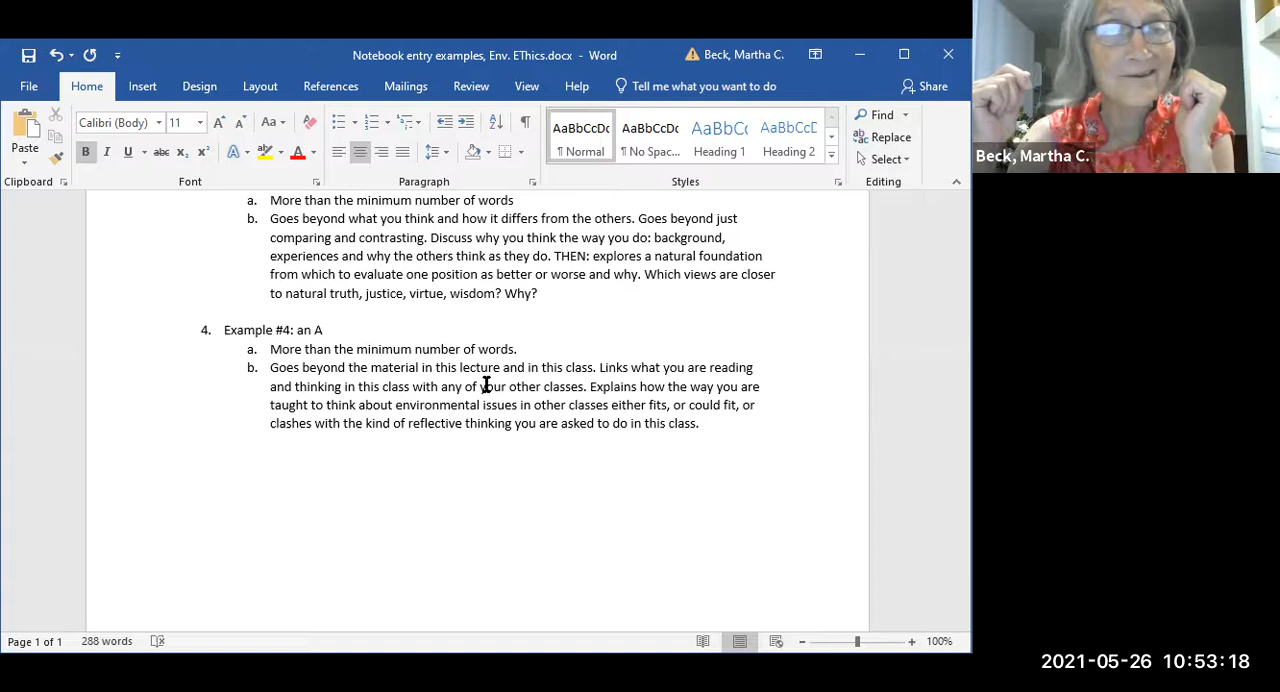 Notebook entry examples, Env. EThics.docx - Word
Beck, Martha C.
File Home Insert Design Layout References Mailings Review View Help Tell me what you want to do Share
Paste
Calibri (Body) 11
AaBbCcDc AaBbCcDc AaBbCc AaBbCcD
¶ Normal ¶ No Spac... Heading 1 Heading 2
Find
Replace
Select
Clipboard Font Paragraph Styles Editing
Beck, Martha C.
a. More than the minimum number of words
b. Goes beyond what you think and how it differs from the others. Goes beyond just
comparing and contrasting. Discuss why you think the way you do: background,
experiences and why the others think as they do. THEN: explores a natural foundation
from which to evaluate one position as better or worse and why. Which views are closer
to natural truth, justice, virtue, wisdom? Why?
4. Example #4: an A
a. More than the minimum number of words.
b. Goes beyond the material in this lecture and in this class. Links what you are reading
and thinking in this class with any of your other classes. Explains how the way you are
taught to think about environmental issues in other classes either fits, or could fit, or
clashes with the kind of reflective thinking you are asked to do in this class.
Page 1 of 1 288 words 100%
2021-05-26 10:53:18